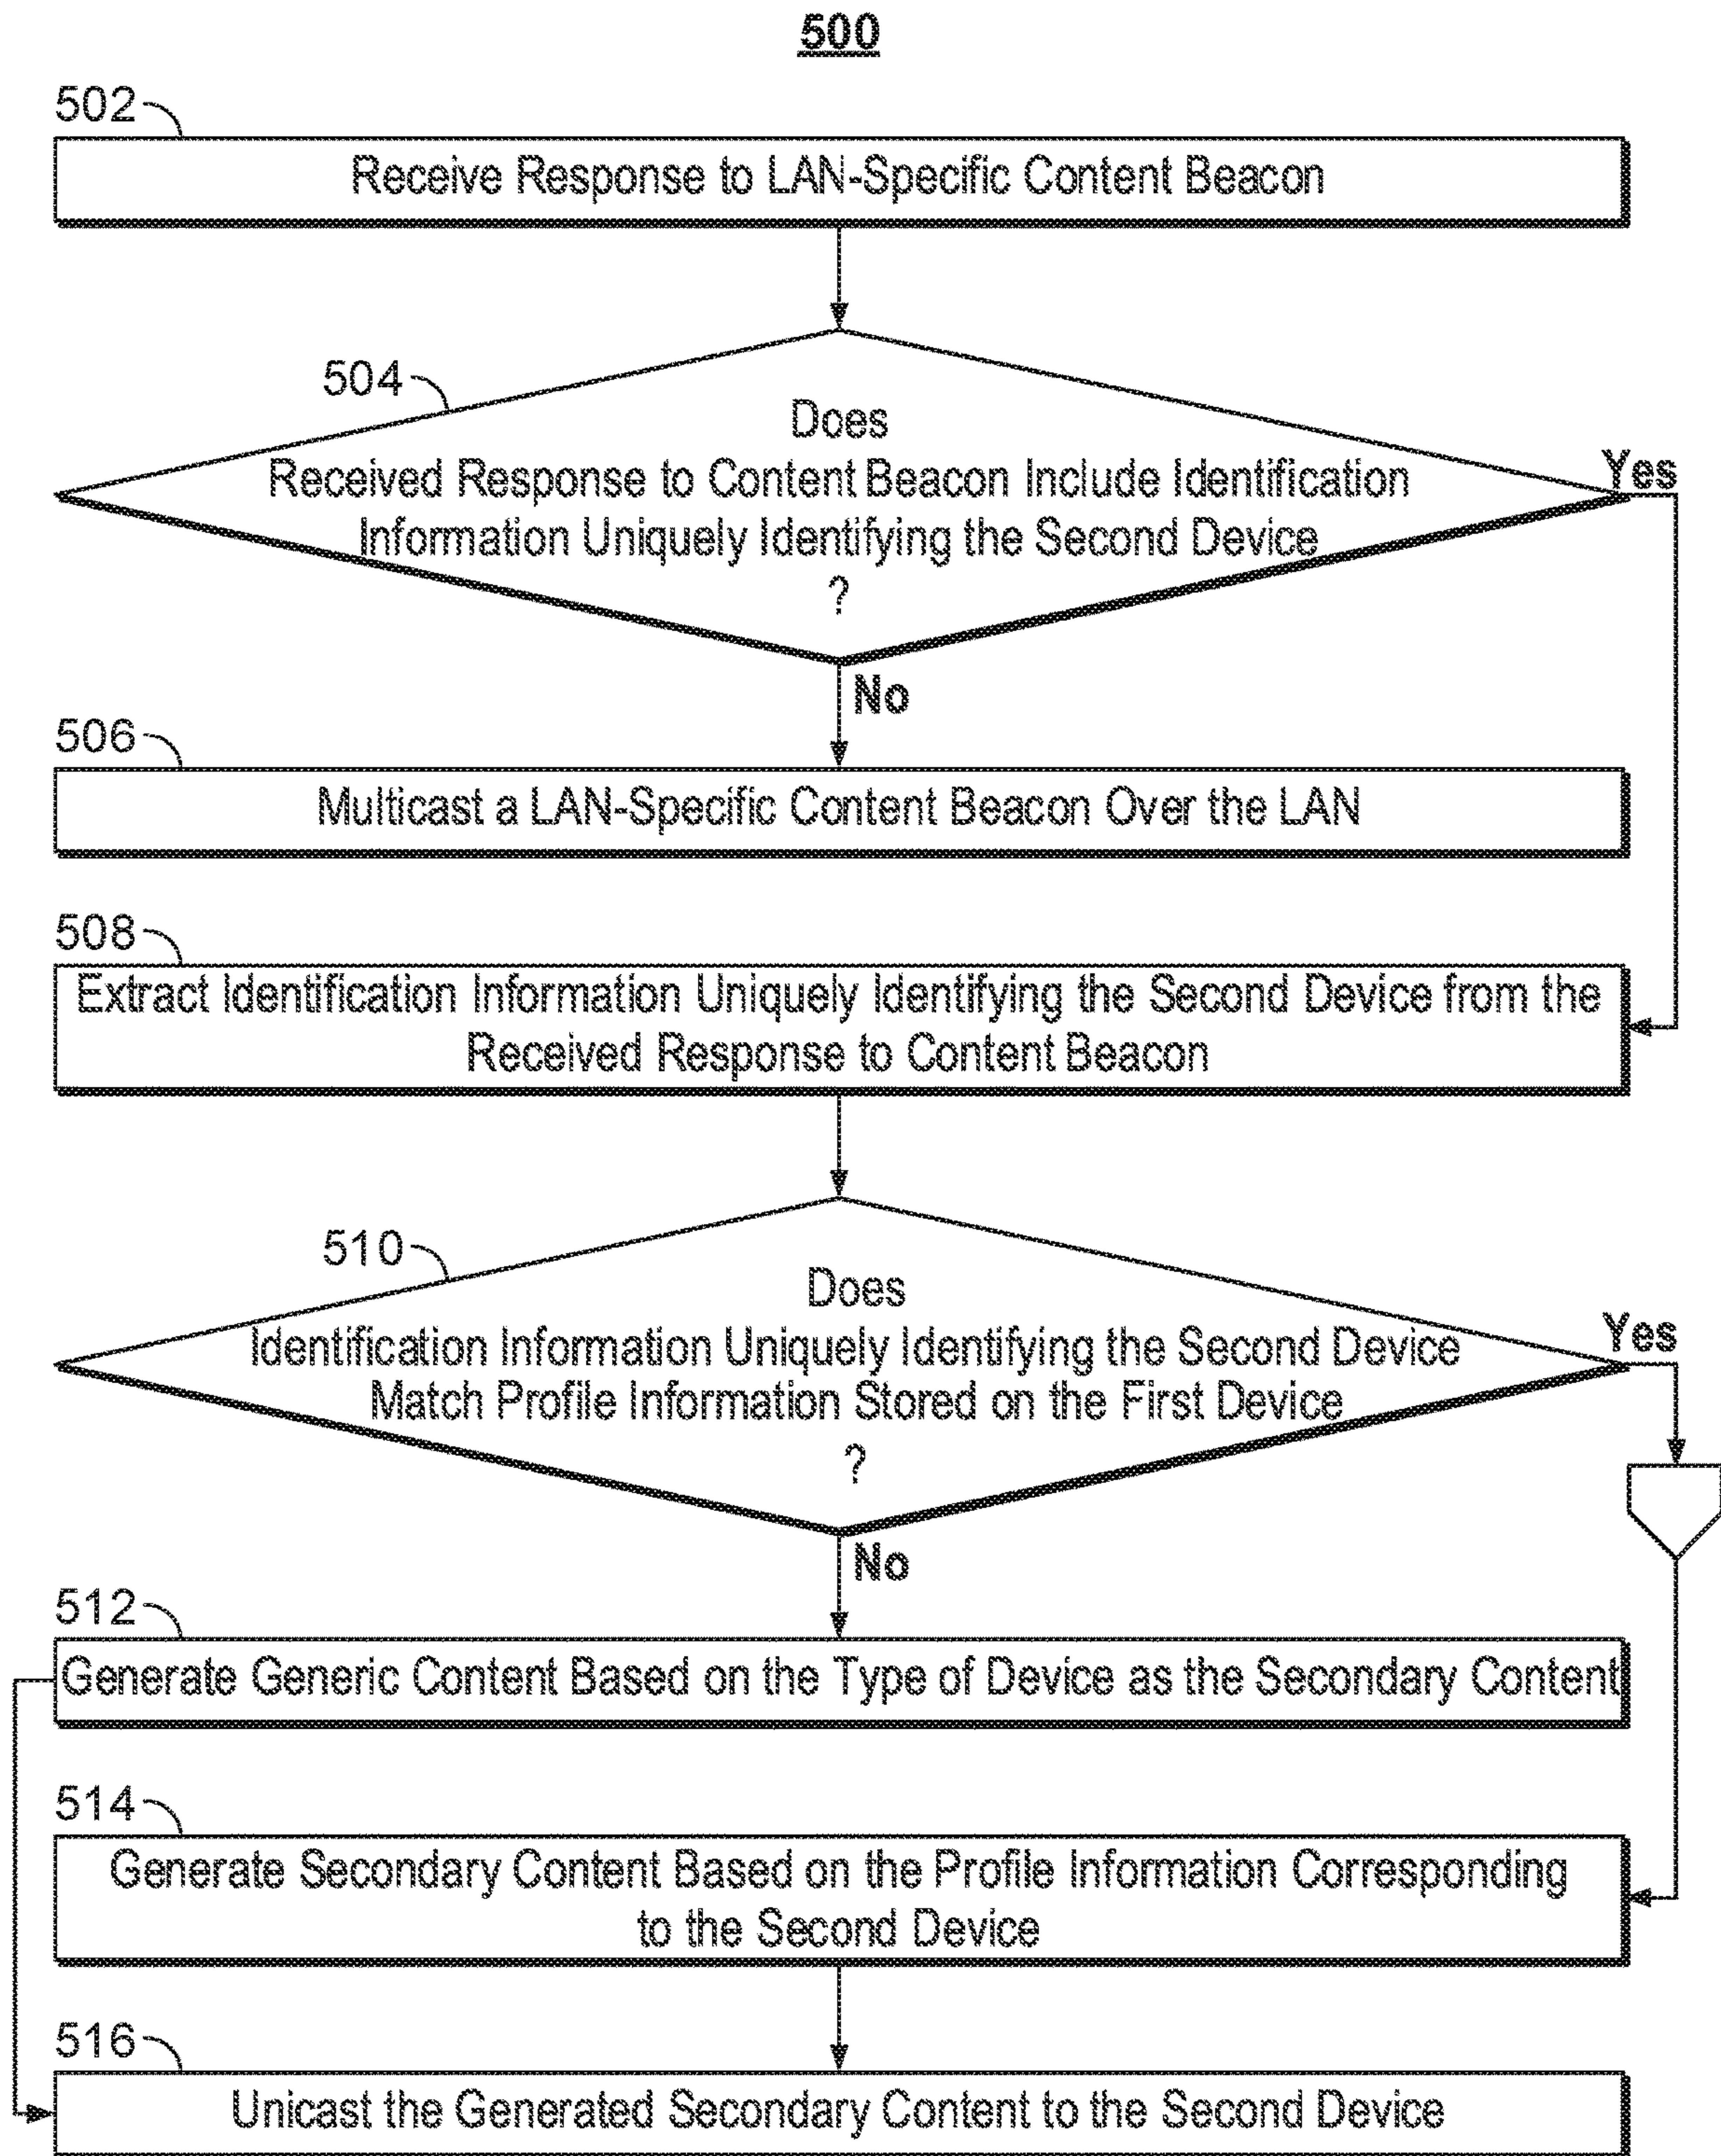 500
502
Receive Response to LAN-Specific Content Beacon
504
Does
Received Response to Content Beacon Include Identification
Information Uniquely Identifying the Second Device
?
Yes
No
506
Multicast a LAN-Specific Content Beacon Over the LAN
508
Extract Identification Information Uniquely Identifying the Second Device from the
Received Response to Content Beacon
510
Does
Identification Information Uniquely Identifying the Second Device
Match Profile Information Stored on the First Device
?
Yes
No
512
Generate Generic Content Based on the Type of Device as the Secondary Content
514
Generate Secondary Content Based on the Profile Information Corresponding
to the Second Device
516
Unicast the Generated Secondary Content to the Second Device